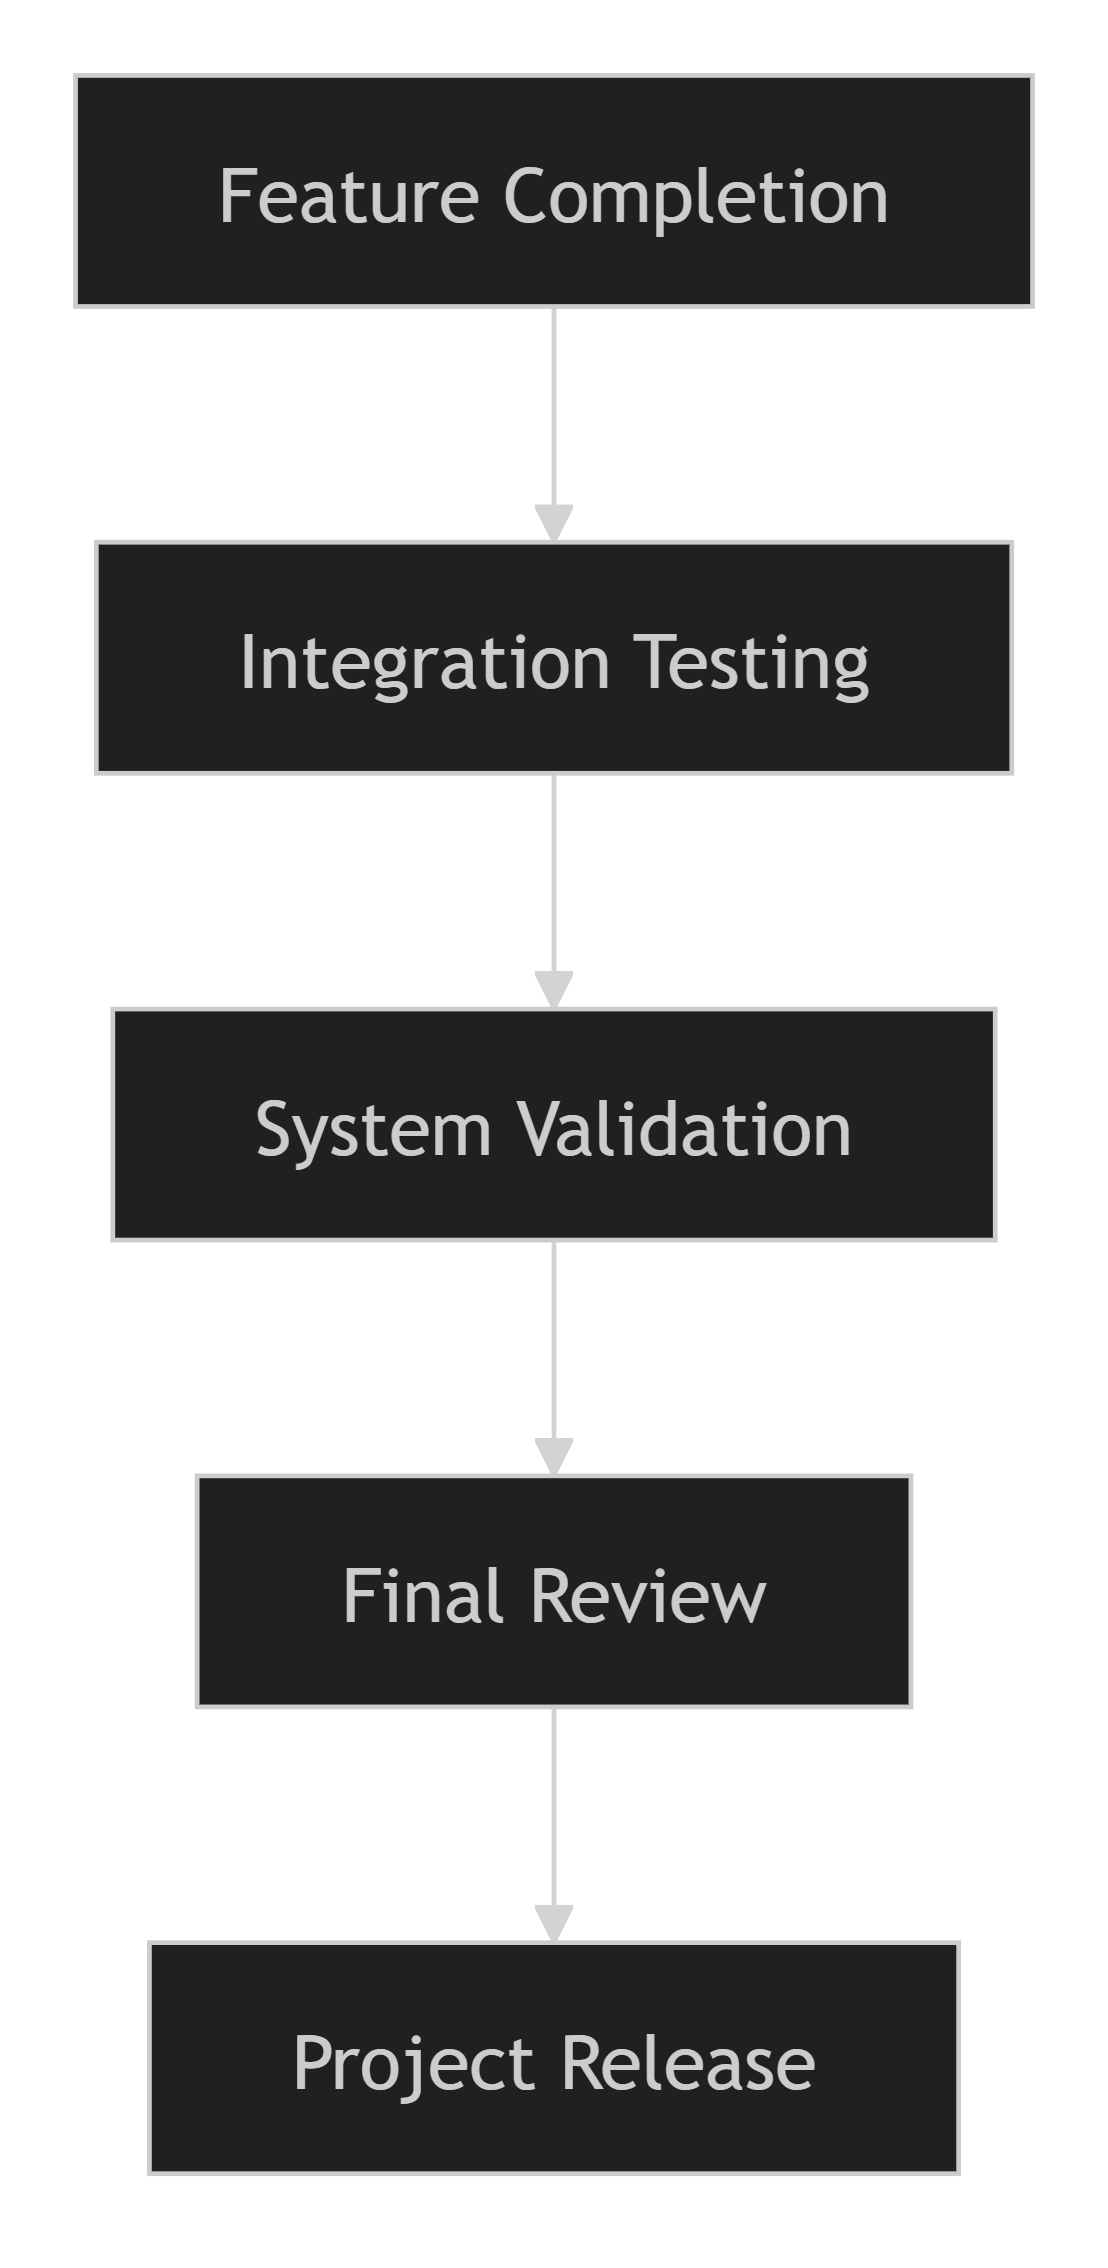 Feature Completion
Integration Testing
System Validation
Final Review
Project Release